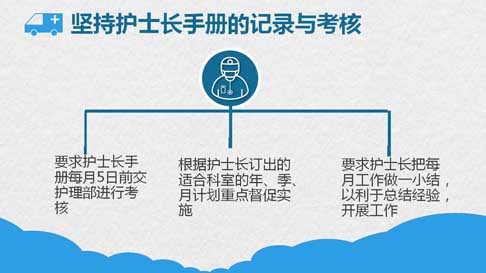 坚持护士长手册的记录与考核
要求护士长手
册每月5日前交
护理部进行考
核
根据护士长订出的
适合科室的年、季、
月计划重点督促实
施
要求护士长把每
月工作做一小结，
以利于总结经验，
开展工作